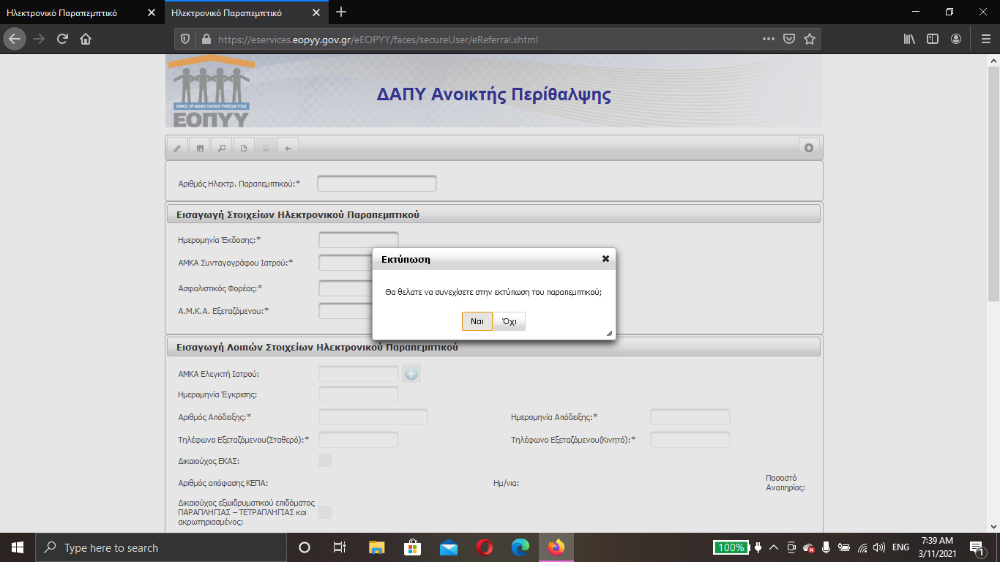 Ηλεκτρονικό Παραπεμπτικό
Ηλεκτρονικό Παραπεμπτικό
https://eservices.eopyy.gov.gr/eEOPYY/faces/secureUser/eReferral.xhtml
ΕΘΝΙΚΟΣ ΟΡΓΑΝΙΣΜΟΣ ΠΑΡΟΧΗΣ ΥΠΗΡΕΣΙΩΝ ΥΓΕΙΑΣ
ΕΟΠΥΥ
ΔΑΠΥ Ανοικτής Περίθαλψης
Αριθμός Ηλεκτρ. Παραπεμπτικού:*
Εισαγωγή Στοιχείων Ηλεκτρονικού Παραπεμπτικού
Ημερομηνία Έκδοσης:*
ΑΜΚΑ Συνταγογράφου Ιατρού:*
Ασφαλιστικός Φορέας:*
Α.Μ.Κ.Α. Εξεταζόμενου:*
Εκτύπωση
Θα θελατε να συνεχίσετε στην εκτύπωση του παραπεμπτικού;
Ναι Όχι
Εισαγωγή Λοιπών Στοιχείων Ηλεκτρονικού Παραπεμπτικού
ΑΜΚΑ Ελεγκτή Ιατρού:
Ημερομηνία Έγκρισης:
Αριθμός Απόδειξης:* Ημερομηνία Απόδειξης:*
Τηλέφωνο Εξεταζόμενου(Σταθερό):* Τηλέφωνο Εξεταζόμενου(Κινητό):*
Δικαιούχος ΕΚΑΣ:
Αριθμός απόφασης ΚΕΠΑ: Ημ/νια: Ποσοστό
Αναπηρίας:
Δικαιούχος εξωιδρυματικού επιδόματος
ΠΑΡΑΠΛΗΓΙΑΣ – ΤΕΤΡΑΠΛΗΓΙΑΣ και
ακρωτηριασμένος:
Type here to search
100%
ENG
7:39 AM
3/11/2021
1